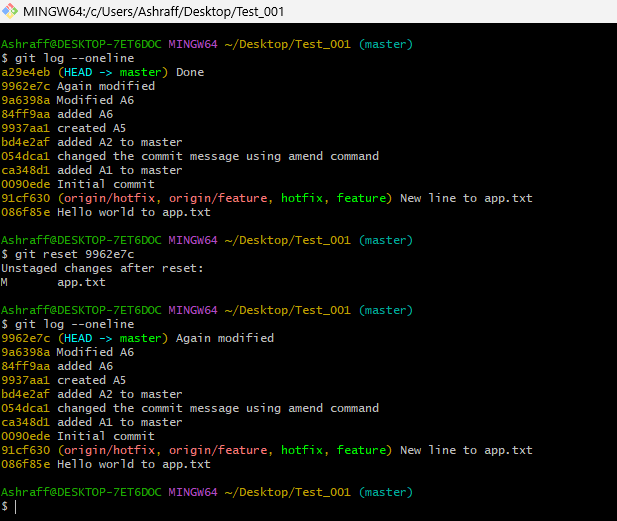 MINGW64:/c/Users/Ashraff/Desktop/Test_001
Ashraff@DESKTOP-7ET6DOC MINGW64 ~/Desktop/Test_001 (master)
$ git log --oneline
a29e4eb (HEAD -> master) Done
9962e7c Again modified
9a6398a Modified A6
84ff9aa added A6
9937aa1 created A5
bd4e2af added A2 to master
054dca1 changed the commit message using amend command
ca348d1 added A1 to master
0090ede Initial commit
91cf630 (origin/hotfix, origin/feature, hotfix, feature) New line to app.txt
086f85e Hello world to app.txt
Ashraff@DESKTOP-7ET6DOC MINGW64 ~/Desktop/Test_001 (master)
$ git reset 9962e7c
Unstaged changes after reset:
M       app.txt
Ashraff@DESKTOP-7ET6DOC MINGW64 ~/Desktop/Test_001 (master)
$ git log --oneline
9962e7c (HEAD -> master) Again modified
9a6398a Modified A6
84ff9aa added A6
9937aa1 created A5
bd4e2af added A2 to master
054dca1 changed the commit message using amend command
ca348d1 added A1 to master
0090ede Initial commit
91cf630 (origin/hotfix, origin/feature, hotfix, feature) New line to app.txt
086f85e Hello world to app.txt
Ashraff@DESKTOP-7ET6DOC MINGW64 ~/Desktop/Test_001 (master)
$